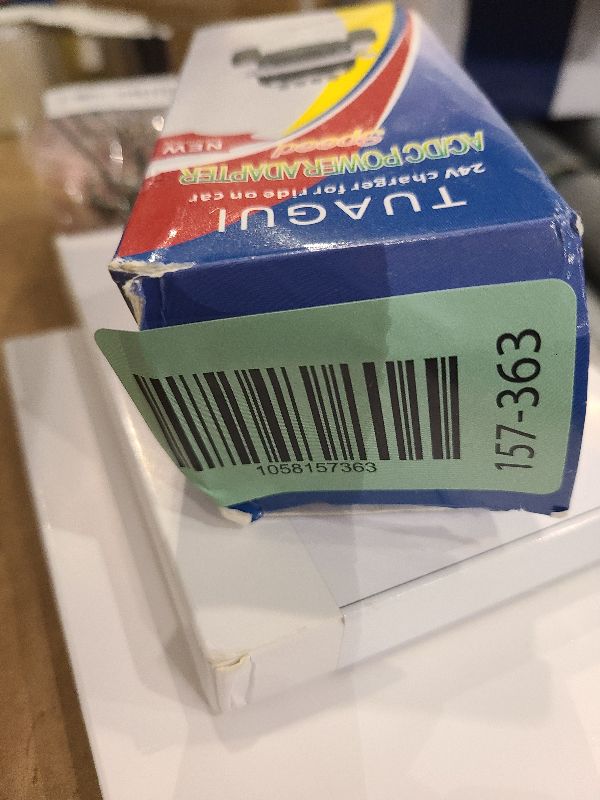 TUAGUI
24V charger for ride on car
AC/DC POWER ADAPTER
Speed
NEW
1058157363
157-363